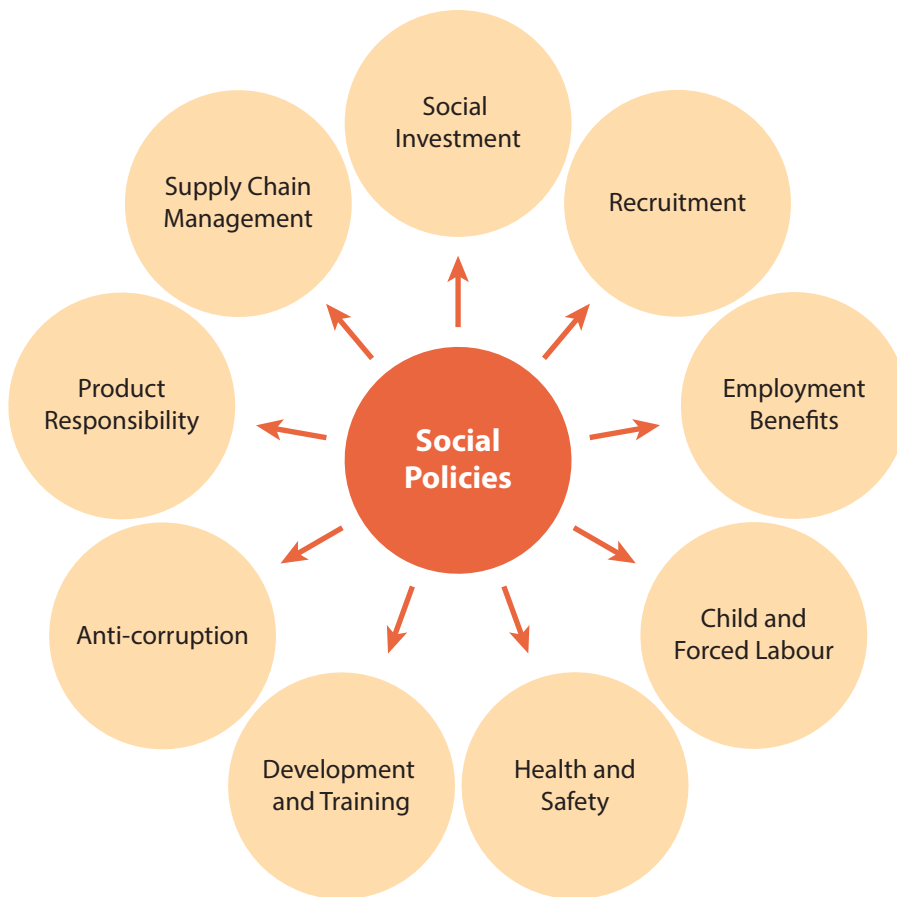 Social
Investment
Recruitment
Employment
Benefits
Child and
Forced Labour
Health and
Safety
Development
and Training
Anti-corruption
Product
Responsibility
Supply Chain
Management
Social
Policies